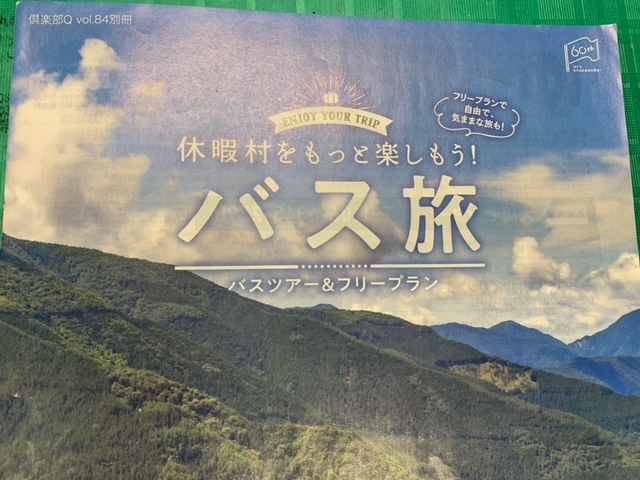 倶楽部Q vol.84別冊
60th
let's
kyukamura!
ENJOY YOUR TRIP
フリープランで
自由で、
気ままな旅も!
休暇村をもっと楽しもう!
バス旅
バスツアー&フリープラン